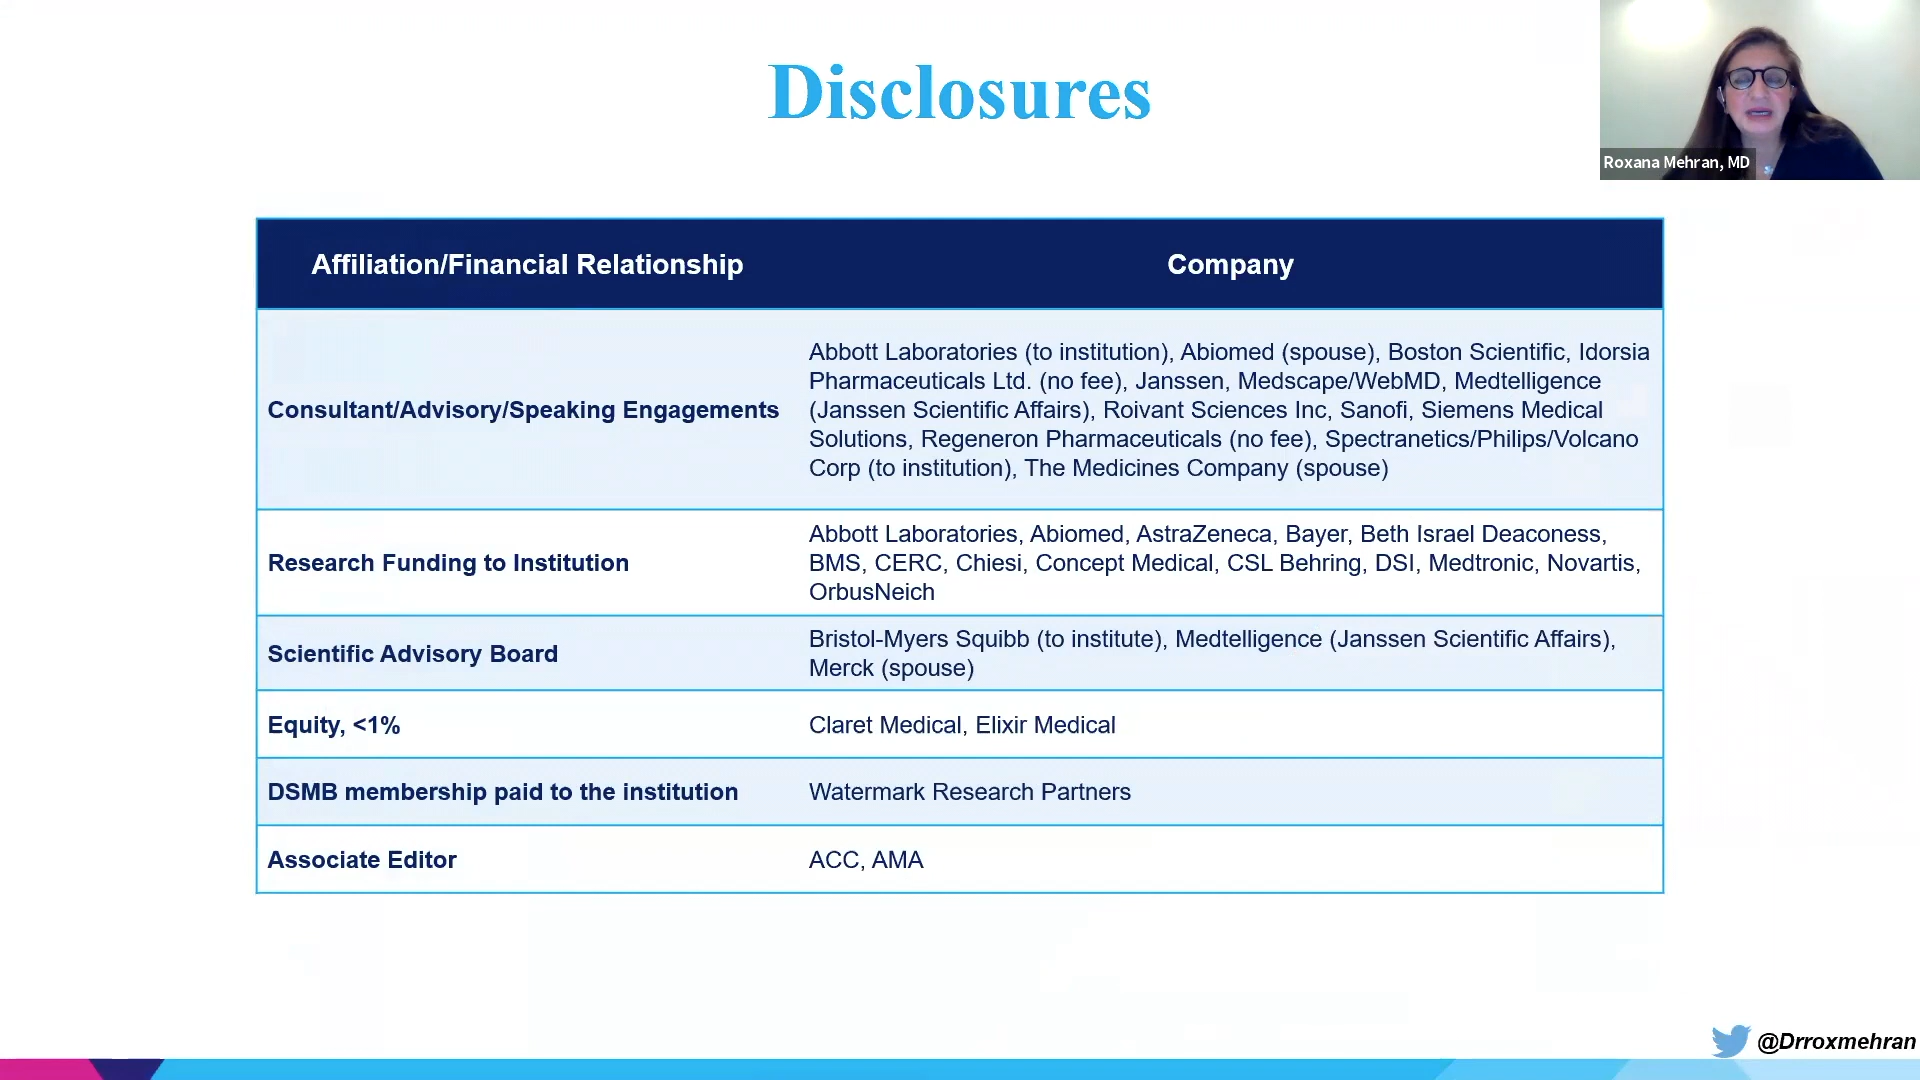 Disclosures
Roxana Mehran, MD
Affiliation/Financial Relationship
Company
Consultant/Advisory/Speaking Engagements
Abbott Laboratories (to institution), Abiomed (spouse), Boston Scientific, Idorsia
Pharmaceuticals Ltd. (no fee), Janssen, Medscape/WebMD, Medtelligence
(Janssen Scientific Affairs), Roivant Sciences Inc, Sanofi, Siemens Medical
Solutions, Regeneron Pharmaceuticals (no fee), Spectranetics/Philips/Volcano
Corp (to institution), The Medicines Company (spouse)
Research Funding to Institution
Abbott Laboratories, Abiomed, AstraZeneca, Bayer, Beth Israel Deaconess,
BMS, CERC, Chiesi, Concept Medical, CSL Behring, DSI, Medtronic, Novartis,
OrbusNeich
Scientific Advisory Board
Bristol-Myers Squibb (to institute), Medtelligence (Janssen Scientific Affairs),
Merck (spouse)
Equity, <1%
Claret Medical, Elixir Medical
DSMB membership paid to the institution
Watermark Research Partners
Associate Editor
ACC, AMA
@Drroxmehran